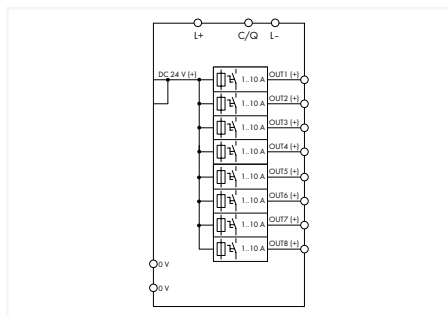 L+ C/Q L-
DC 24 V (+) 1..10 A OUT1 (+)
1..10 A OUT2 (+)
1..10 A OUT3 (+)
1..10 A OUT4 (+)
1..10 A OUT5 (+)
1..10 A OUT6 (+)
1..10 A OUT7 (+)
1..10 A OUT8 (+)
0 V
0 V